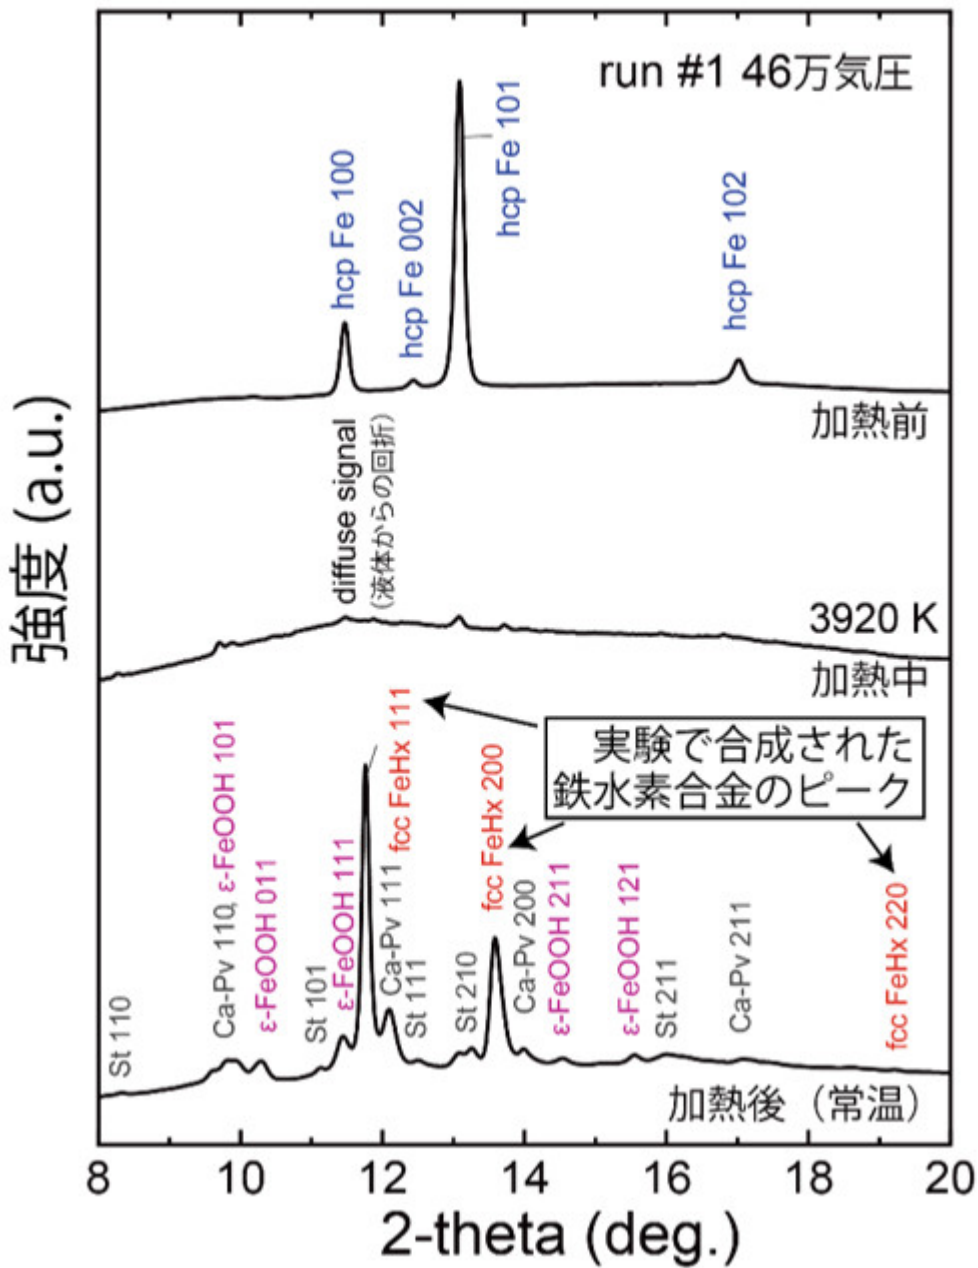 run #1 46万気圧
hcp Fe 100
hcp Fe 002
hcp Fe 101
hcp Fe 102
加熱前
diffuse signal
(液体からの回折)
3920 K
加熱中
実験で合成された
鉄水素合金のピーク
St 110
Ca-Pv 110, ε-FeOOH 101
ε-FeOOH 011
St 101
ε-FeOOH 111
fcc FeHx 111
Ca-Pv 111
St 111
St 210
fcc FeHx 200
Ca-Pv 200
ε-FeOOH 211
ε-FeOOH 121
St 211
Ca-Pv 211
fcc FeHx 220
加熱後（常温）
強度 (a.u.)
8 10 12 14 16 18 20
2-theta (deg.)